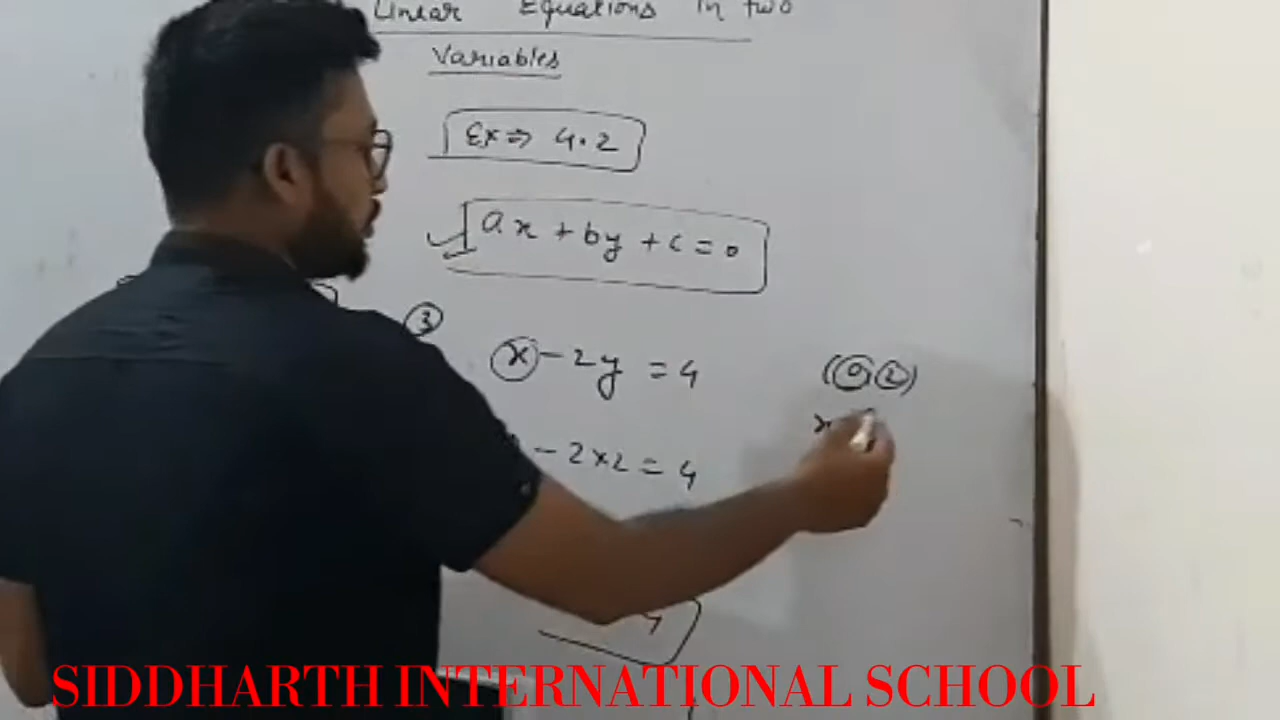 Linear Equations in two
Variables
Ex ⇒ 4.2
ax + by + c = 0
③
x - 2y = 4
(0, 2)
x
- 2×2 = 4
SIDDHARTH INTERNATIONAL SCHOOL